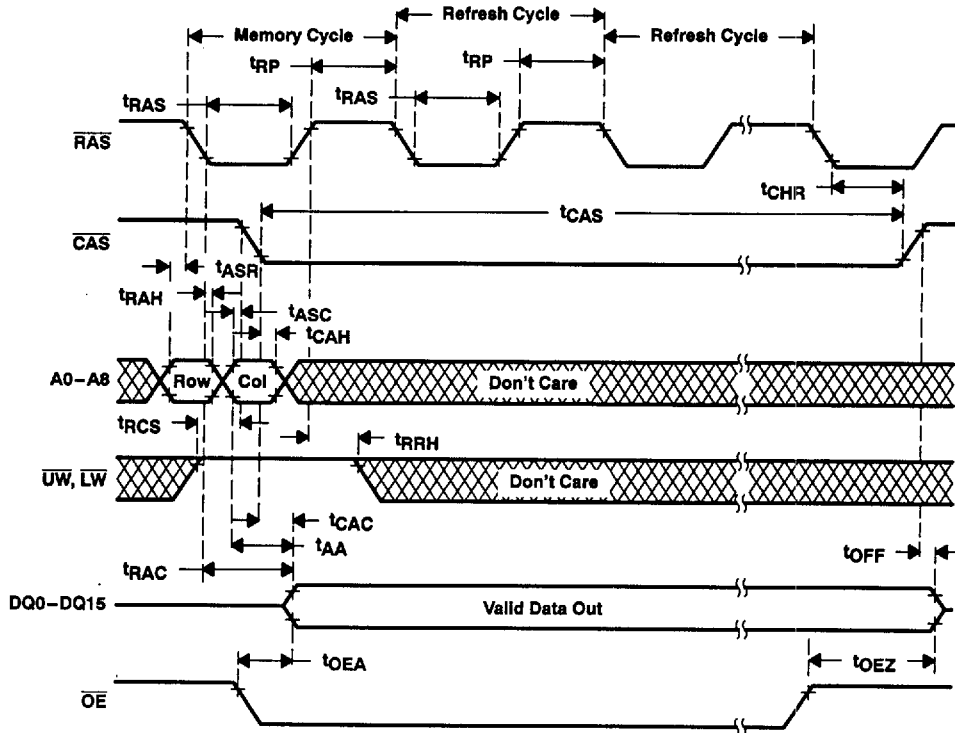 Refresh Cycle
Memory Cycle
Refresh Cycle
tRP
tRP
tRAS
tRAS
RAS
tCHR
tCAS
CAS
tASR
tRAH
tASC
tCAH
A0–A8
Row
Col
Don't Care
tRCS
tRRH
UW, LW
Don't Care
tCAC
tAA
tOFF
tRAC
DQ0–DQ15
Valid Data Out
tOEA
tOEZ
OE